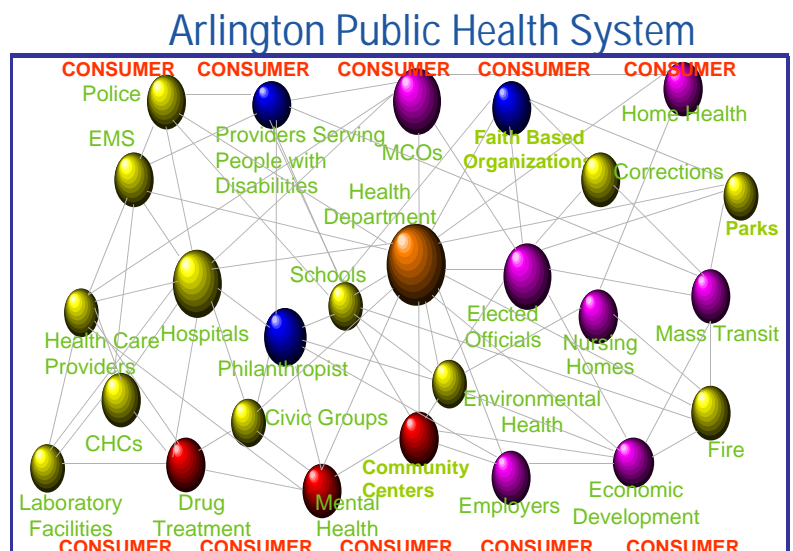 Arlington Public Health System
CONSUMER CONSUMER CONSUMER CONSUMER CONSUMER
Police
Home Health
EMS
Providers Serving
People with
Disabilities
MCOs
Faith Based
Organizations
Corrections
Health
Department
Parks
Schools
Health Care
Providers
Hospitals
Philanthropist
Elected
Officials
Nursing
Homes
Mass Transit
CHCs
Civic Groups
Environmental
Health
Fire
Laboratory
Facilities
Drug
Treatment
Mental
Health
Community
Centers
Employers
Economic
Development
CONSUMER CONSUMER CONSUMER CONSUMER CONSUMER